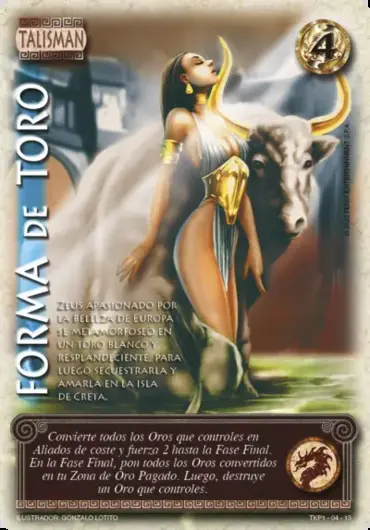 TALISMAN
4
FORMA DE TORO
ZEUS APASIONADO POR
LA BELLEZA DE EUROPA
SE METAMORFOSEÓ EN
UN TORO BLANCO Y
RESPLANDECIENTE, PARA
LUEGO SECUESTRARLA Y
AMARLA EN LA ISLA
DE CRETA.
Convierte todos los Oros que controles en
Aliados de coste y fuerza 2 hasta la Fase Final.
En la Fase Final, pon todos los Oros convertidos
en tu Zona de Oro Pagado. Luego, destruye
un Oro que controles.
ILUSTRADOR: GONZALO LOTITO
TKP1 - 04 - 15